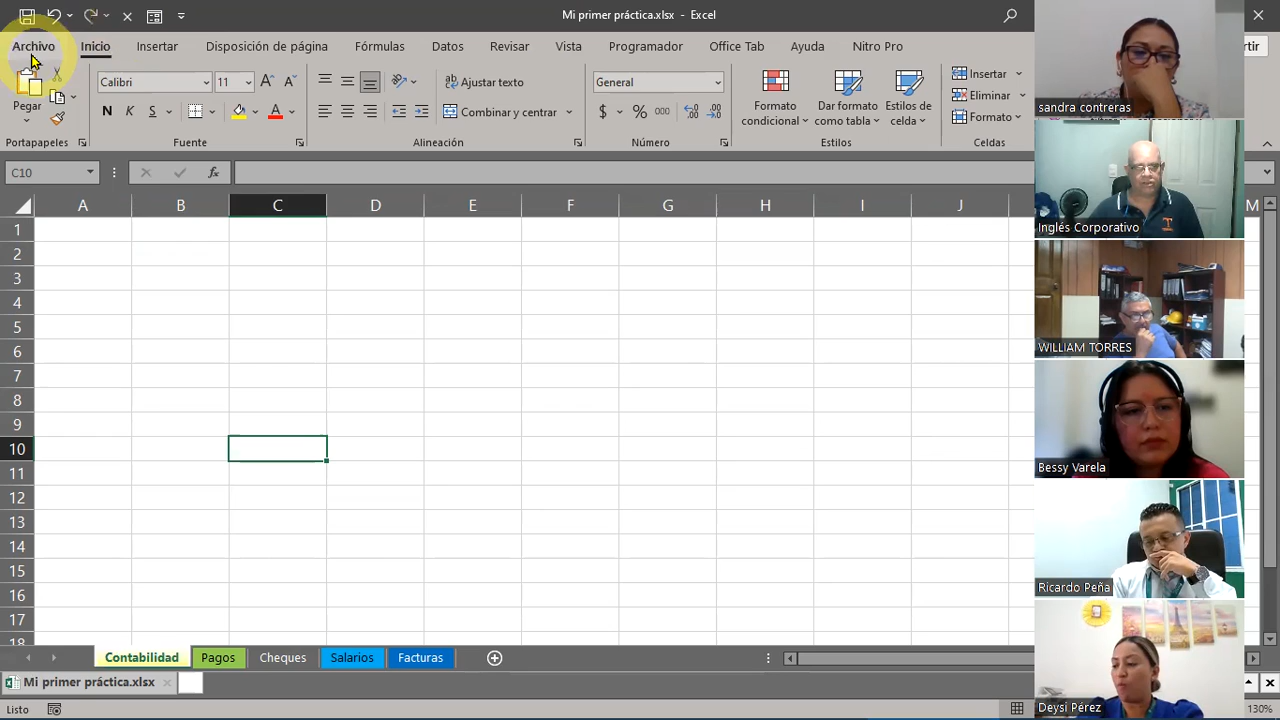 Mi primer práctica.xlsx - Excel
Archivo Inicio Insertar Disposición de página Fórmulas Datos Revisar Vista Programador Office Tab Ayuda Nitro Pro
Calibri 11 Ajustar texto General Insertar
Pegar N K S Combinar y centrar $ % 000 Formato condicional Dar formato como tabla Estilos de celda Eliminar
Formato
Portapapeles Fuente Alineación Número Estilos Celdas
C10 fx
A B C D E F G H I J M
1
2
3
4
5
6
7
8
9
10
11
12
13
14
15
16
17
18
Contabilidad Pagos Cheques Salarios Facturas
Mi primer práctica.xlsx
Listo 130%
sandra contreras
Inglés Corporativo
WILLIAM TORRES
Bessy Varela
Ricardo Peña
Deysi Pérez